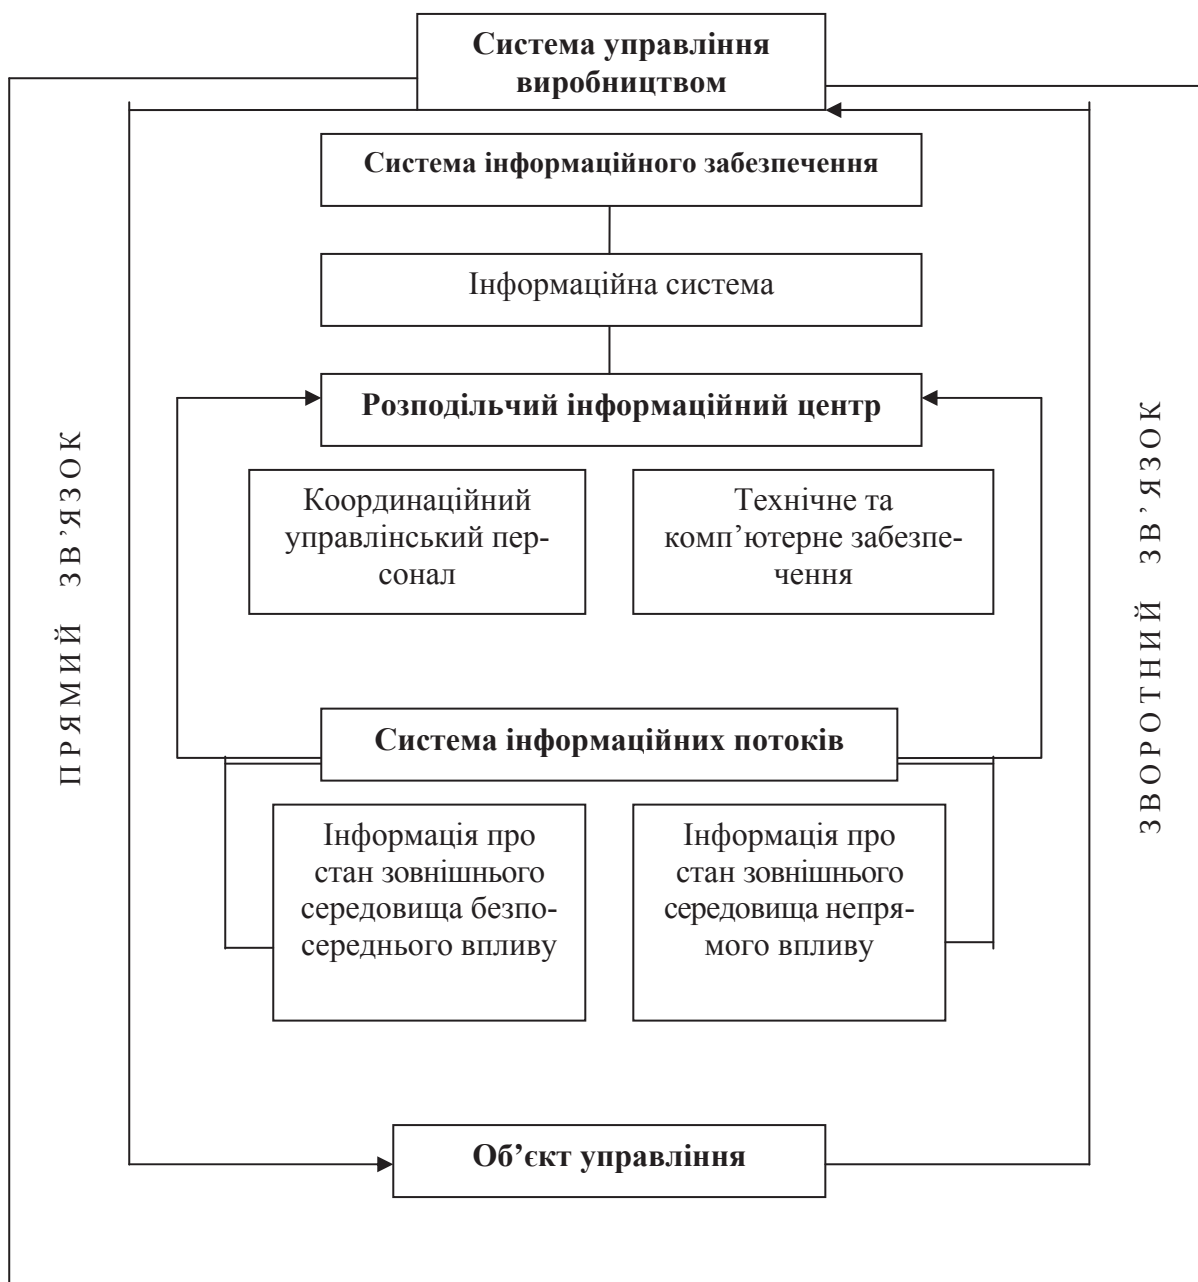 Система управління
виробництвом
Система інформаційного забезпечення
Інформаційна система
Розподільчий інформаційний центр
Координаційний
управлінський пер-
сонал
Технічне та
комп’ютерне забезпе-
чення
ПРЯМИЙ ЗВ’ЯЗОК
ЗВОРОТНИЙ ЗВ’ЯЗОК
Система інформаційних потоків
Інформація про
стан зовнішнього
середовища безпо-
середнього впливу
Інформація про
стан зовнішнього
середовища непря-
мого впливу
Об’єкт управління